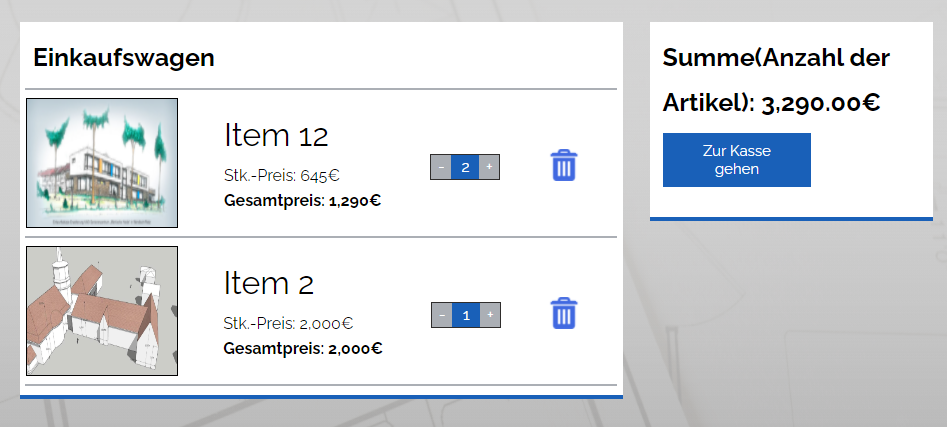 Einkaufswagen
Item 12
Stk.-Preis: 645€
Gesamtpreis: 1,290€
- 2 +
Item 2
Stk.-Preis: 2,000€
Gesamtpreis: 2,000€
- 1 +
Summe(Anzahl der
Artikel): 3,290.00€
Zur Kasse
gehen